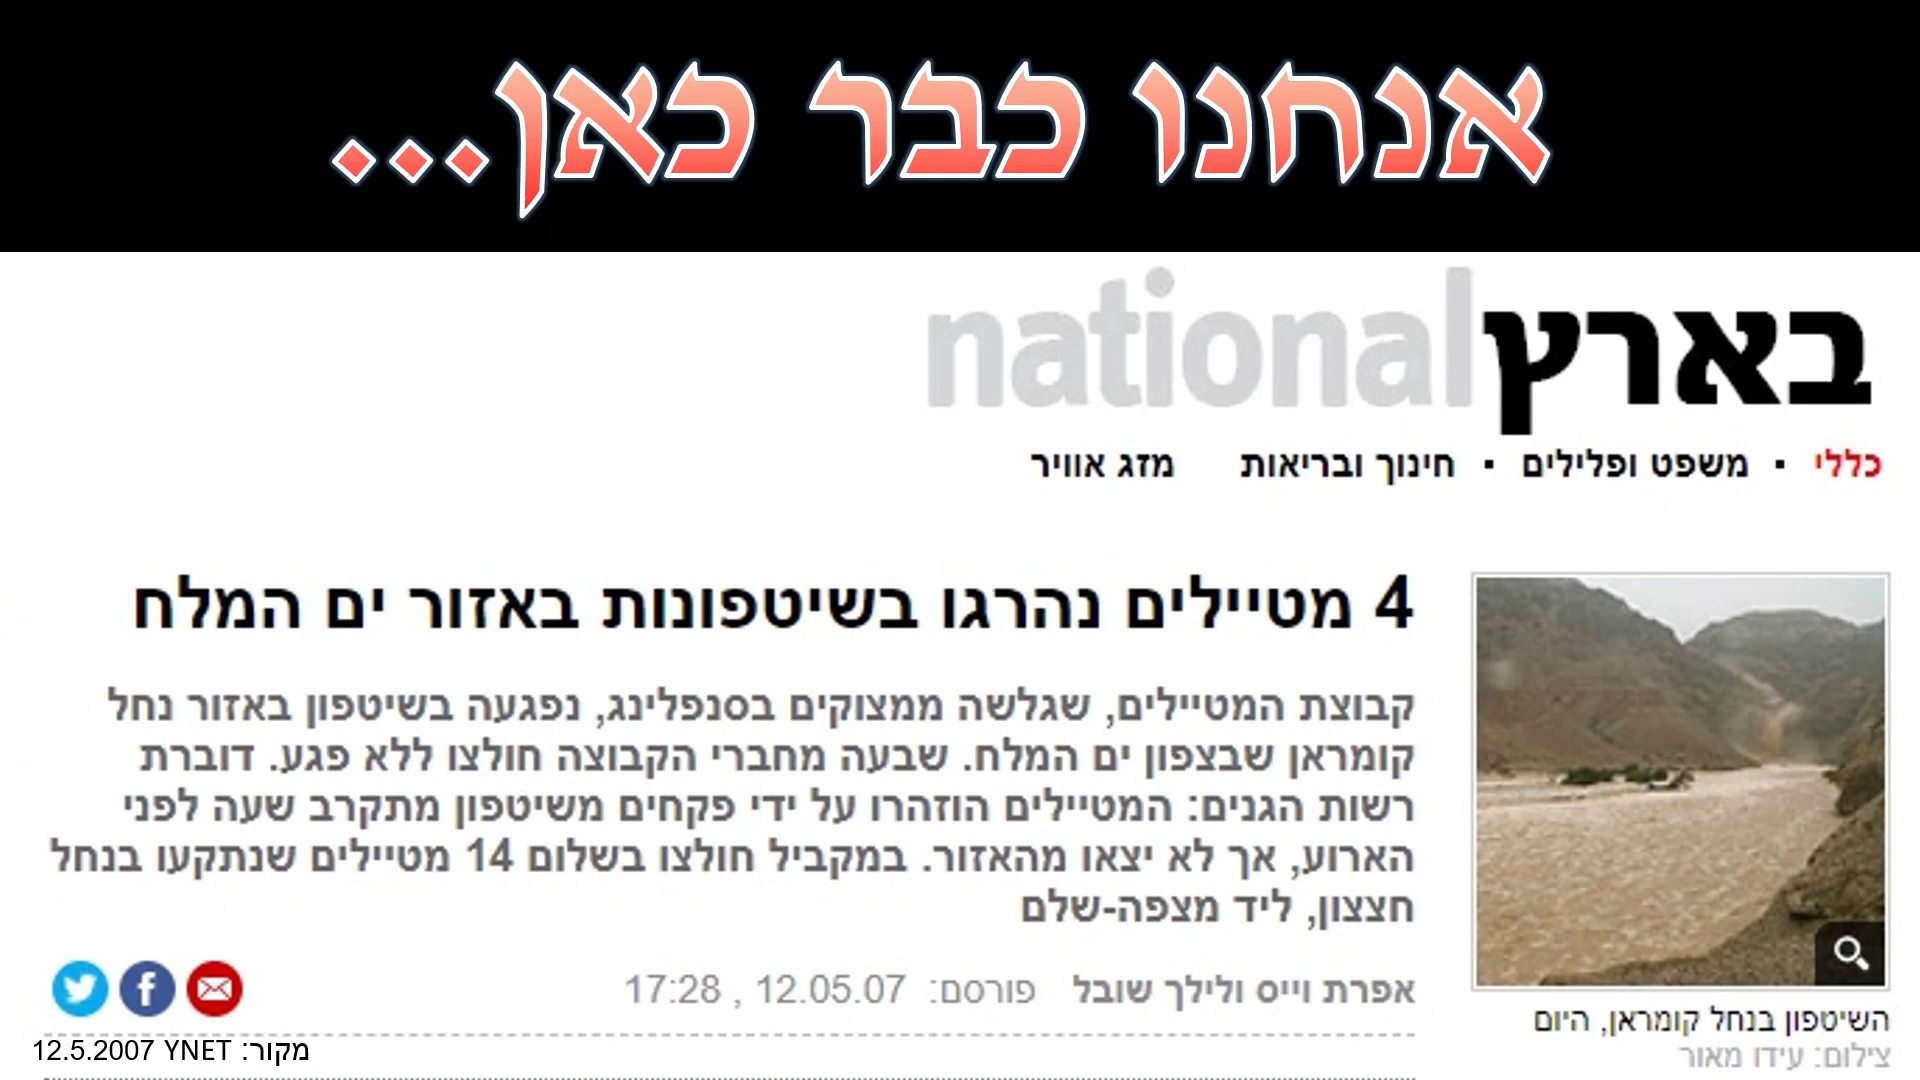 אנחנו כבר כאן...
בארץ national
כללי ▪ משפט ופלילים ▪ חינוך ובריאות מזג אוויר
4 מטיילים נהרגו בשיטפונות באזור ים המלח
קבוצת המטיילים, שגלשה ממצוקים בסנפלינג, נפגעה בשיטפון באזור נחל
קומראן שבצפון ים המלח. שבעה מחברי הקבוצה חולצו ללא פגע. דוברת
רשות הגנים: המטיילים הוזהרו על ידי פקחים משיטפון מתקרב שעה לפני
הארוע, אך לא יצאו מהאזור. במקביל חולצו בשלום 14 מטיילים שנתקעו בנחל
חצצון, ליד מצפה-שלם
אפרת וייס ולילך שובל פורסם: 12.05.07 , 17:28
השיטפון בנחל קומראן, היום
צילום: עידו מאור
מקור: YNET 12.5.2007